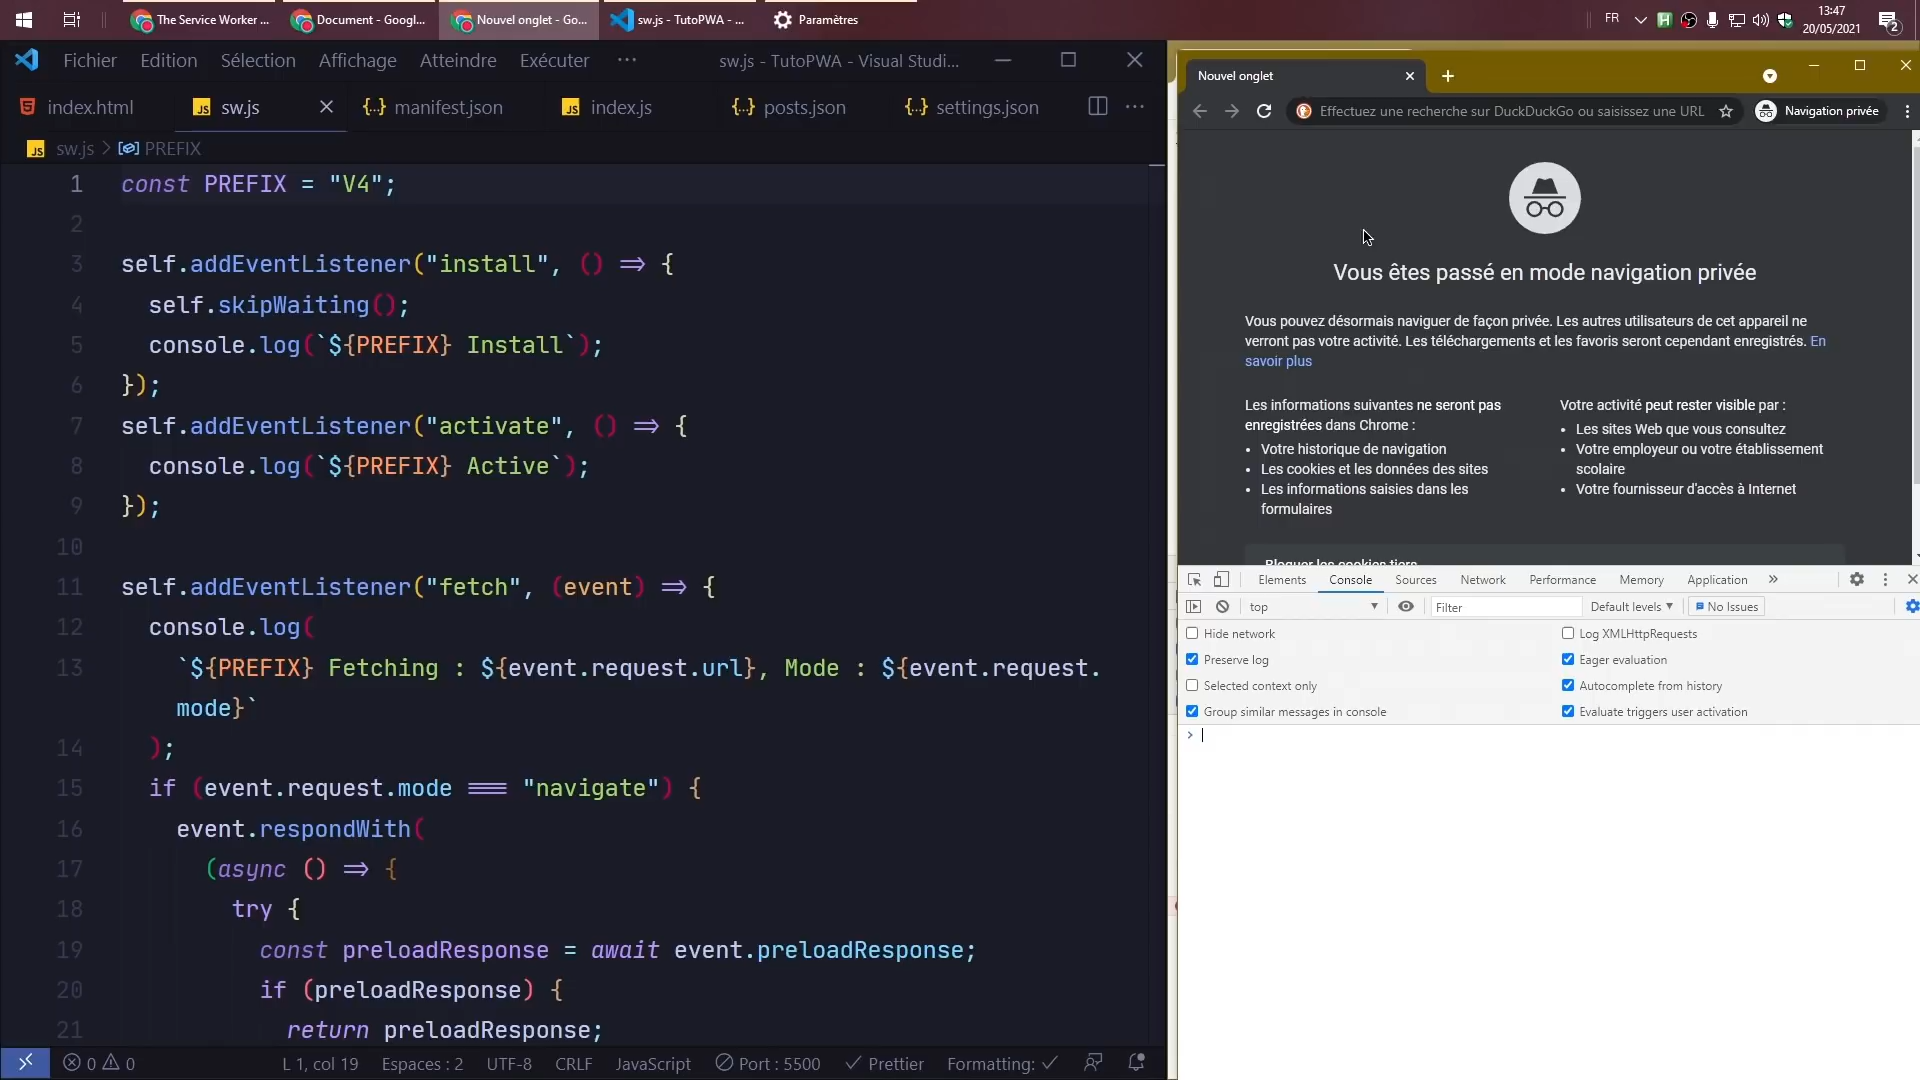 The Service Worker ...
Document - Googl...
Nouvel onglet - Go...
sw.js - TutoPWA - ...
Paramètres
FR
13:47
20/05/2021
2
Fichier Edition Sélection Affichage Atteindre Exécuter ...
sw.js - TutoPWA - Visual Studi...
index.html
JS sw.js
{..} manifest.json
JS index.js
{..} posts.json
{..} settings.json
JS sw.js > PREFIX
1 const PREFIX = "V4";
2
3 self.addEventListener("install", () => {
4 self.skipWaiting();
5 console.log(`${PREFIX} Install`);
6 });
7 self.addEventListener("activate", () => {
8 console.log(`${PREFIX} Active`);
9 });
10
11 self.addEventListener("fetch", (event) => {
12 console.log(
13 `${PREFIX} Fetching : ${event.request.url}, Mode : ${event.request.
mode}`
14 );
15 if (event.request.mode === "navigate") {
16 event.respondWith(
17 (async () => {
18 try {
19 const preloadResponse = await event.preloadResponse;
20 if (preloadResponse) {
21 return preloadResponse;
0 0 L 1, col 19 Espaces : 2 UTF-8 CRLF JavaScript Port : 5500 Prettier Formatting: ✓
Nouvel onglet
Effectuez une recherche sur DuckDuckGo ou saisissez une URL
Navigation privée
Vous êtes passé en mode navigation privée
Vous pouvez désormais naviguer de façon privée. Les autres utilisateurs de cet appareil ne
verront pas votre activité. Les téléchargements et les favoris seront cependant enregistrés. En
savoir plus
Les informations suivantes ne seront pas
enregistrées dans Chrome :
• Votre historique de navigation
• Les cookies et les données des sites
• Les informations saisies dans les
formulaires
Votre activité peut rester visible par :
• Les sites Web que vous consultez
• Votre employeur ou votre établissement
scolaire
• Votre fournisseur d'accès à Internet
Bloquer les cookies tiers
Elements Console Sources Network Performance Memory Application »
top Filter Default levels ▼ No Issues
Hide network
Log XMLHttpRequests
Preserve log
Eager evaluation
Selected context only
Autocomplete from history
Group similar messages in console
Evaluate triggers user activation
>